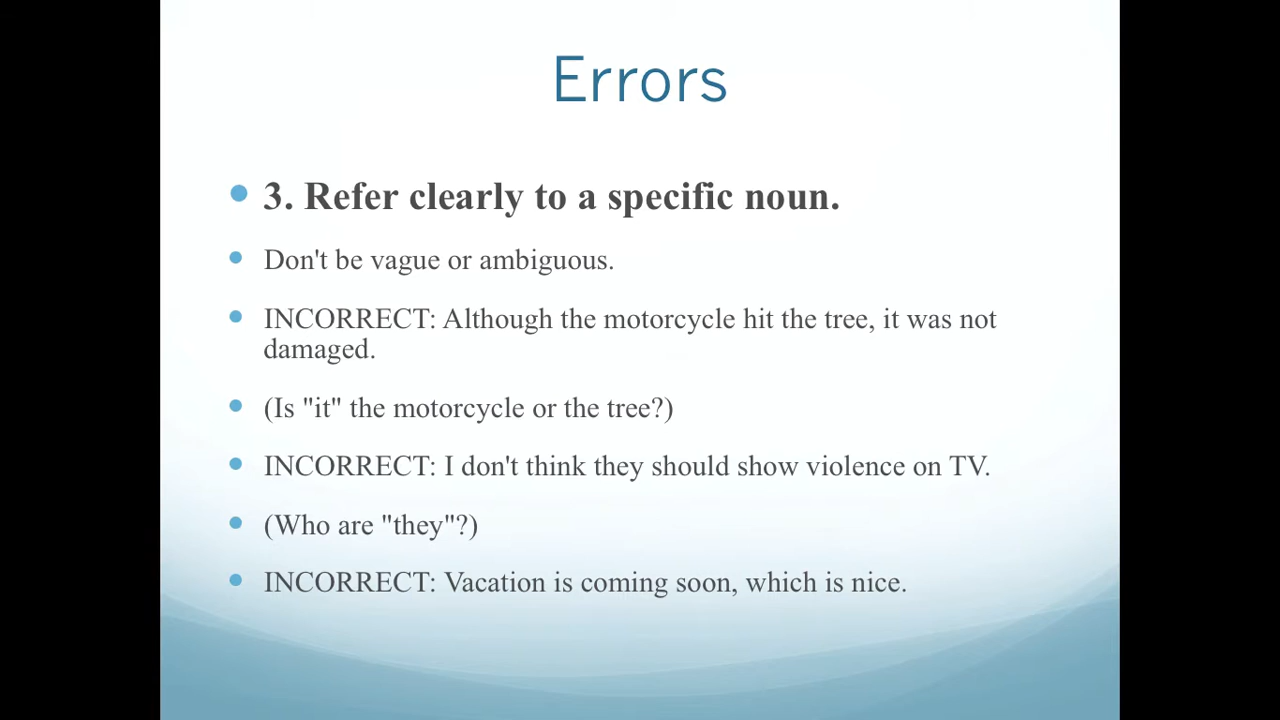 Errors
3. Refer clearly to a specific noun.
Don't be vague or ambiguous.
INCORRECT: Although the motorcycle hit the tree, it was not
damaged.
(Is "it" the motorcycle or the tree?)
INCORRECT: I don't think they should show violence on TV.
(Who are "they"?)
INCORRECT: Vacation is coming soon, which is nice.